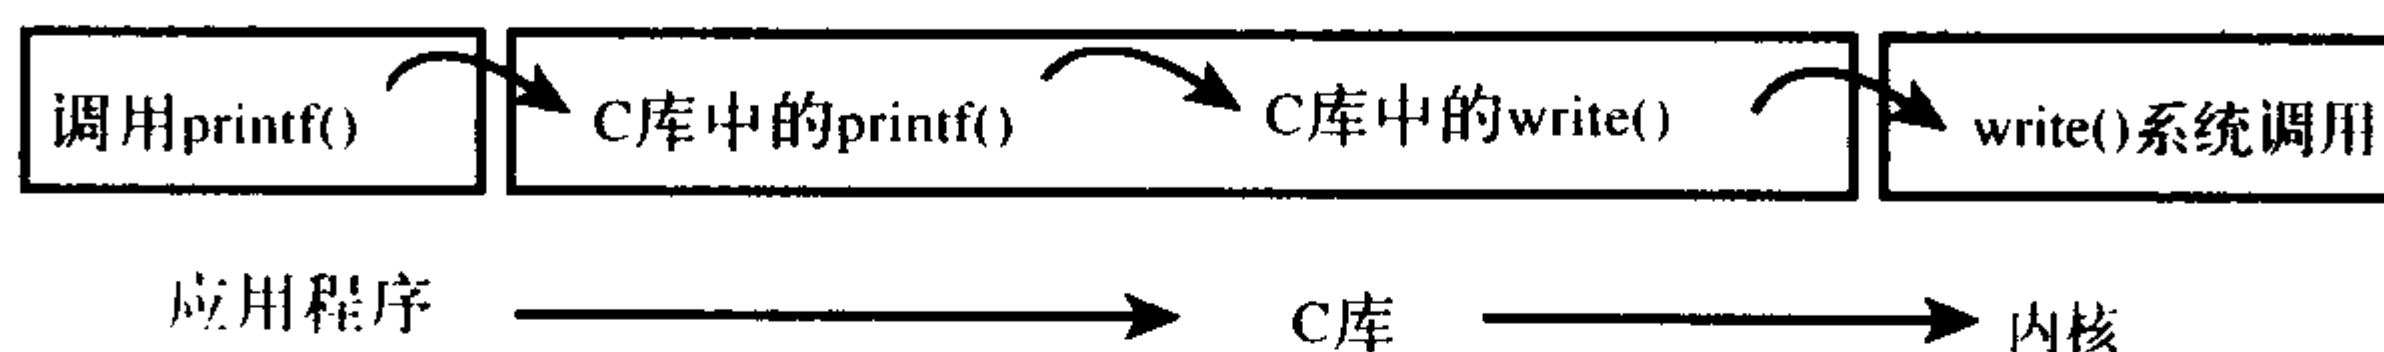 调用printf()
C库中的printf()
C库中的write()
write()系统调用
应用程序
C库
内核